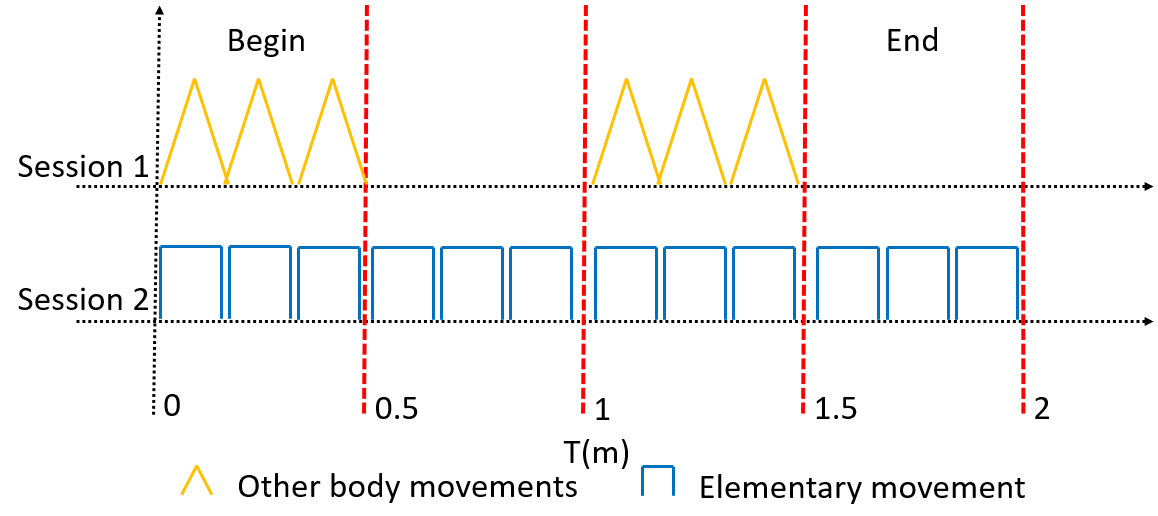 Begin
End
Session 1
Session 2
0
0.5
1
1.5
2
T(m)
Other body movements
Elementary movement